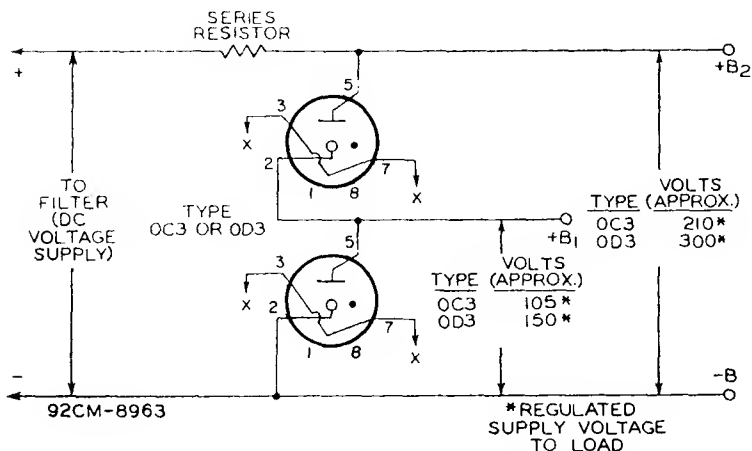 SERIES
RESISTOR
+
+B2
5
3
X
2
1
8
7
X
TO
FILTER
(DC
VOLTAGE
SUPPLY)
TYPE
OC3 OR OD3
VOLTS
TYPE (APPROX.)
OC3 210*
OD3 300*
+B1
5
3
X
2
1
8
7
X
VOLTS
TYPE (APPROX.)
OC3 105*
OD3 150*
-
-B
92CM-8963
*REGULATED
SUPPLY VOLTAGE
TO LOAD